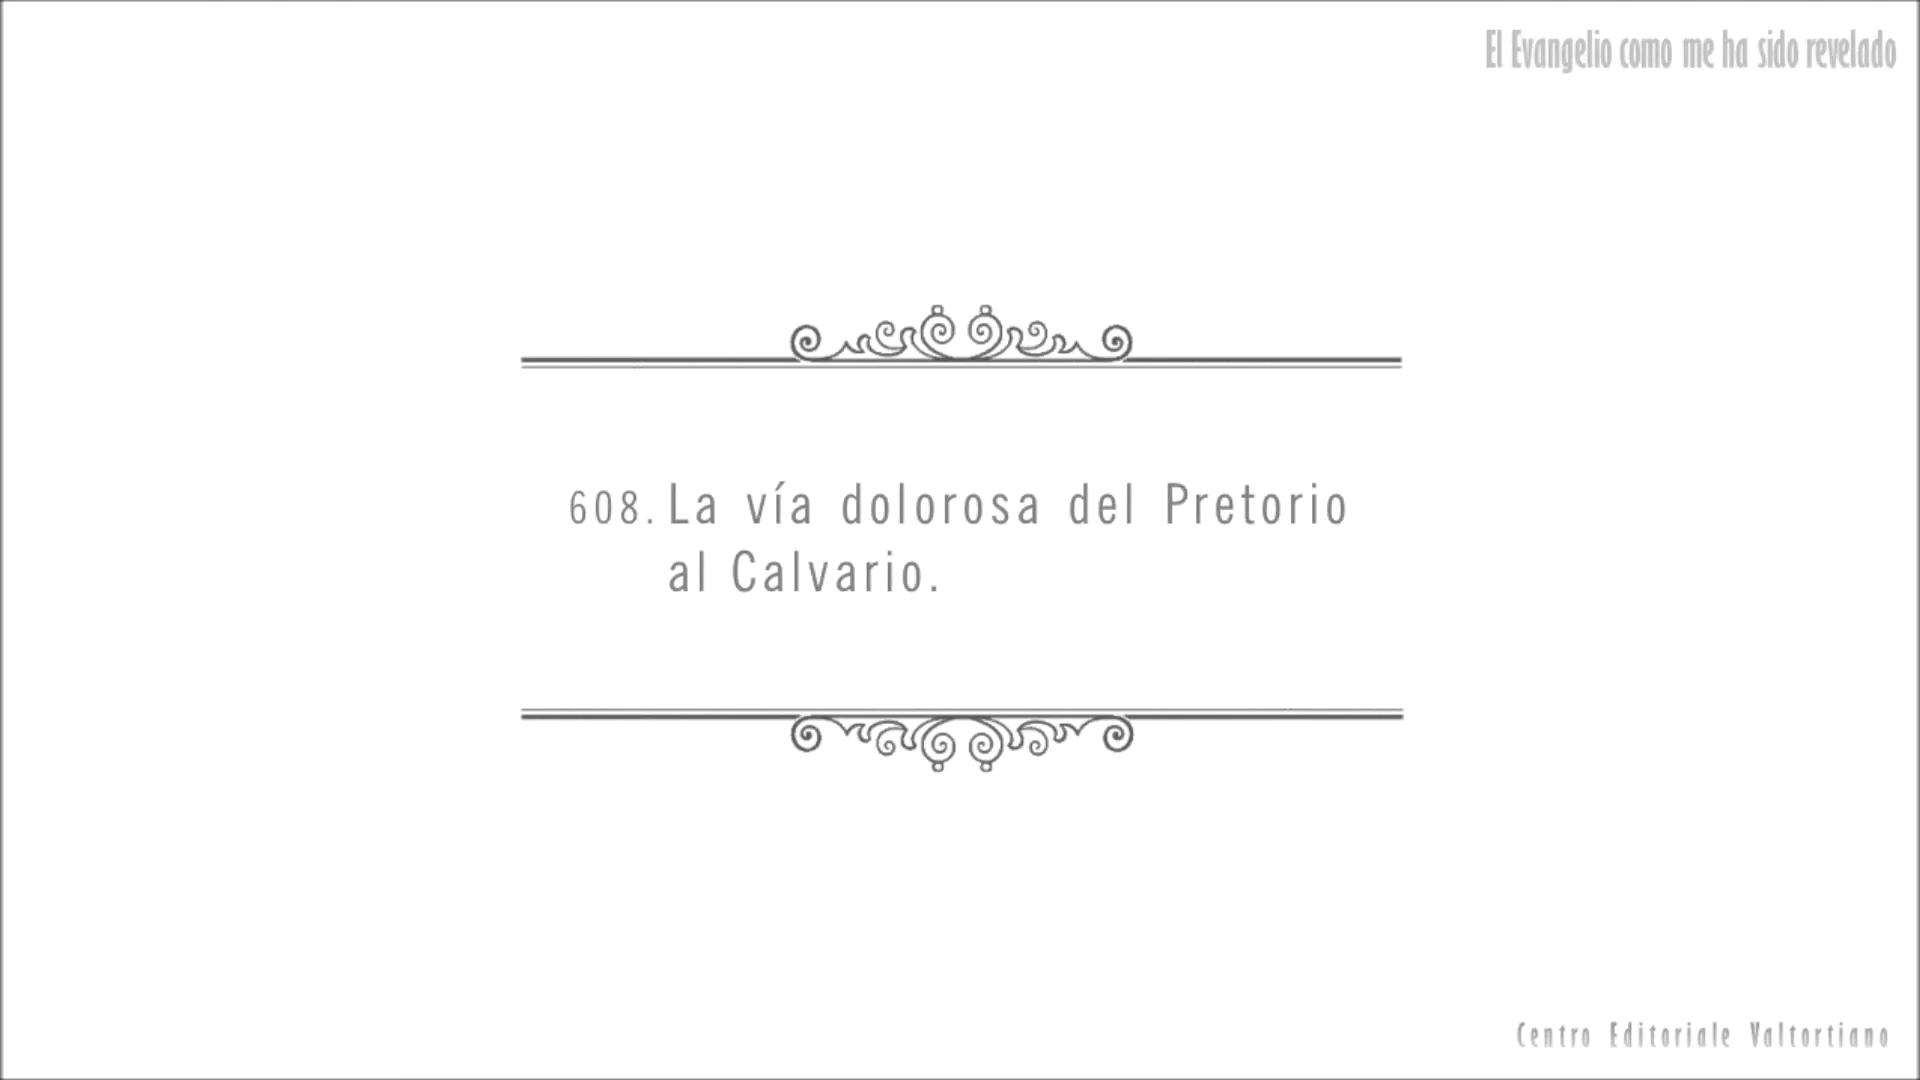 El Evangelio como me ha sido revelado
608. La vía dolorosa del Pretorio
al Calvario.
Centro Editoriale Valtortiano